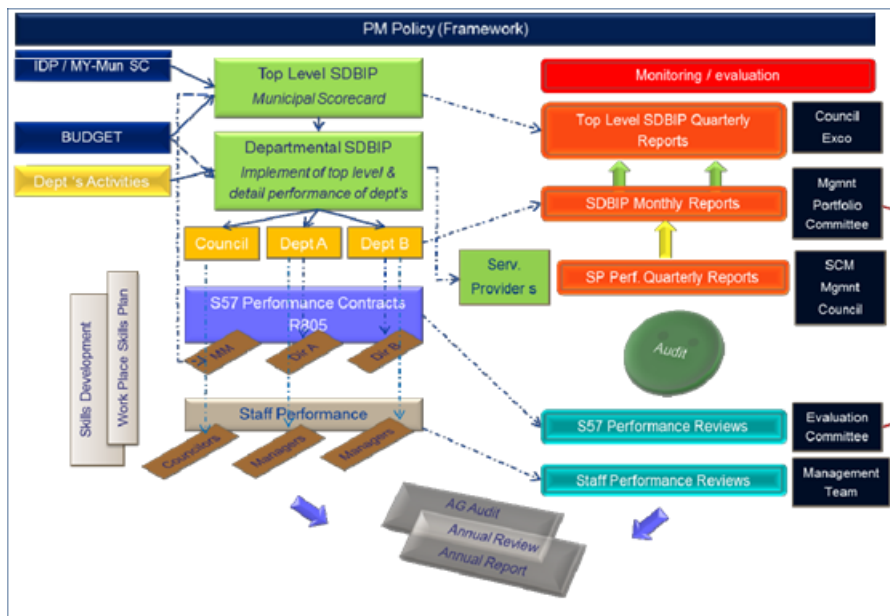 PM Policy (Framework)
IDP / MY-Mun SC
BUDGET
Dept 's Activities
Top Level SDBIP
Municipal Scorecard
Departmental SDBIP
Implement of top level &
detail performance of dept's
Council
Dept A
Dept B
Serv.
Provider s
S57 Performance Contracts
R805
MM
Dir A
Dir B
Staff Performance
Councilors
Managers
Managers
Skills Development
Work Place Skills Plan
Monitoring / evaluation
Top Level SDBIP Quarterly
Reports
Council
Exco
SDBIP Monthly Reports
Mgmnt
Portfolio
Committee
SP Perf. Quarterly Reports
SCM
Mgmnt
Council
Audit
S57 Performance Reviews
Evaluation
Committee
Staff Performance Reviews
Management
Team
AG Audit
Annual Review
Annual Report